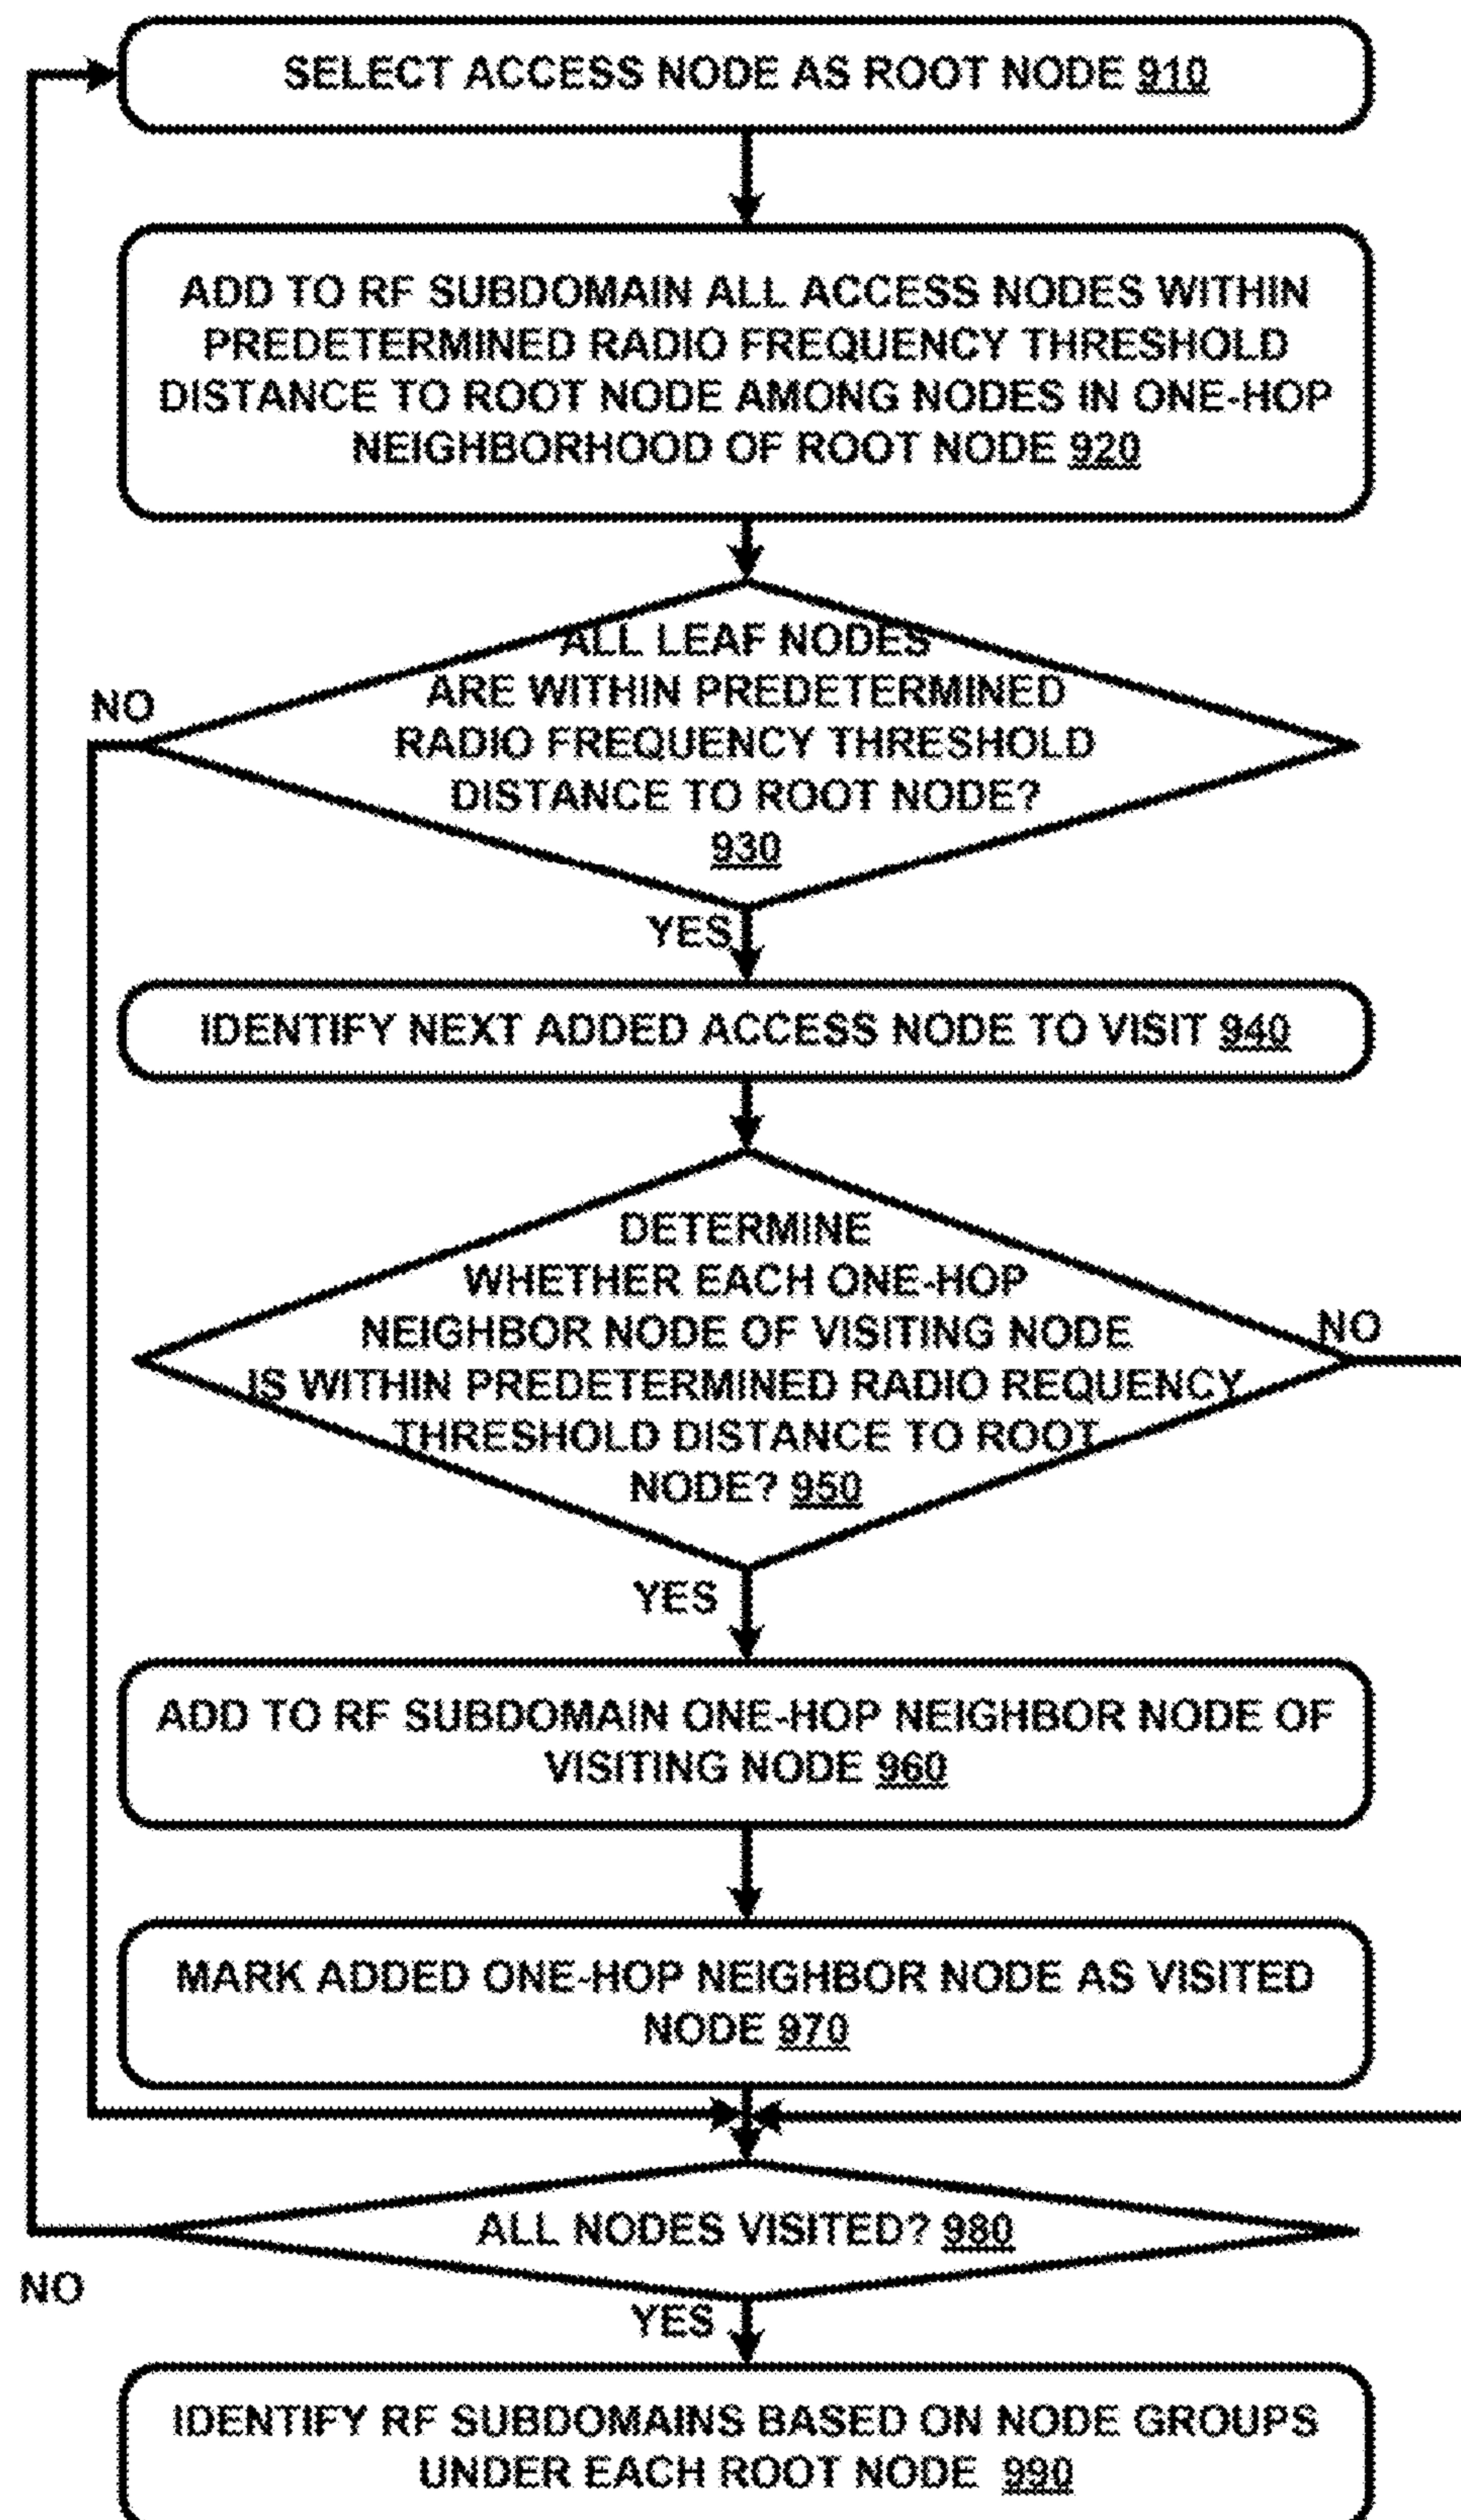 SELECT ACCESS NODE AS ROOT NODE 910
ADD TO RF SUBDOMAIN ALL ACCESS NODES WITHIN
PREDETERMINED RADIO FREQUENCY THRESHOLD
DISTANCE TO ROOT NODE AMONG NODES IN ONE-HOP
NEIGHBORHOOD OF ROOT NODE 920
ALL LEAF NODES
ARE WITHIN PREDETERMINED
RADIO FREQUENCY THRESHOLD
DISTANCE TO ROOT NODE?
930
NO
YES
IDENTIFY NEXT ADDED ACCESS NODE TO VISIT 940
DETERMINE
WHETHER EACH ONE-HOP
NEIGHBOR NODE OF VISITING NODE
IS WITHIN PREDETERMINED RADIO REQUENCY
THRESHOLD DISTANCE TO ROOT
NODE? 950
NO
YES
ADD TO RF SUBDOMAIN ONE-HOP NEIGHBOR NODE OF
VISITING NODE 960
MARK ADDED ONE-HOP NEIGHBOR NODE AS VISITED
NODE 970
ALL NODES VISITED? 980
NO
YES
IDENTIFY RF SUBDOMAINS BASED ON NODE GROUPS
UNDER EACH ROOT NODE 990